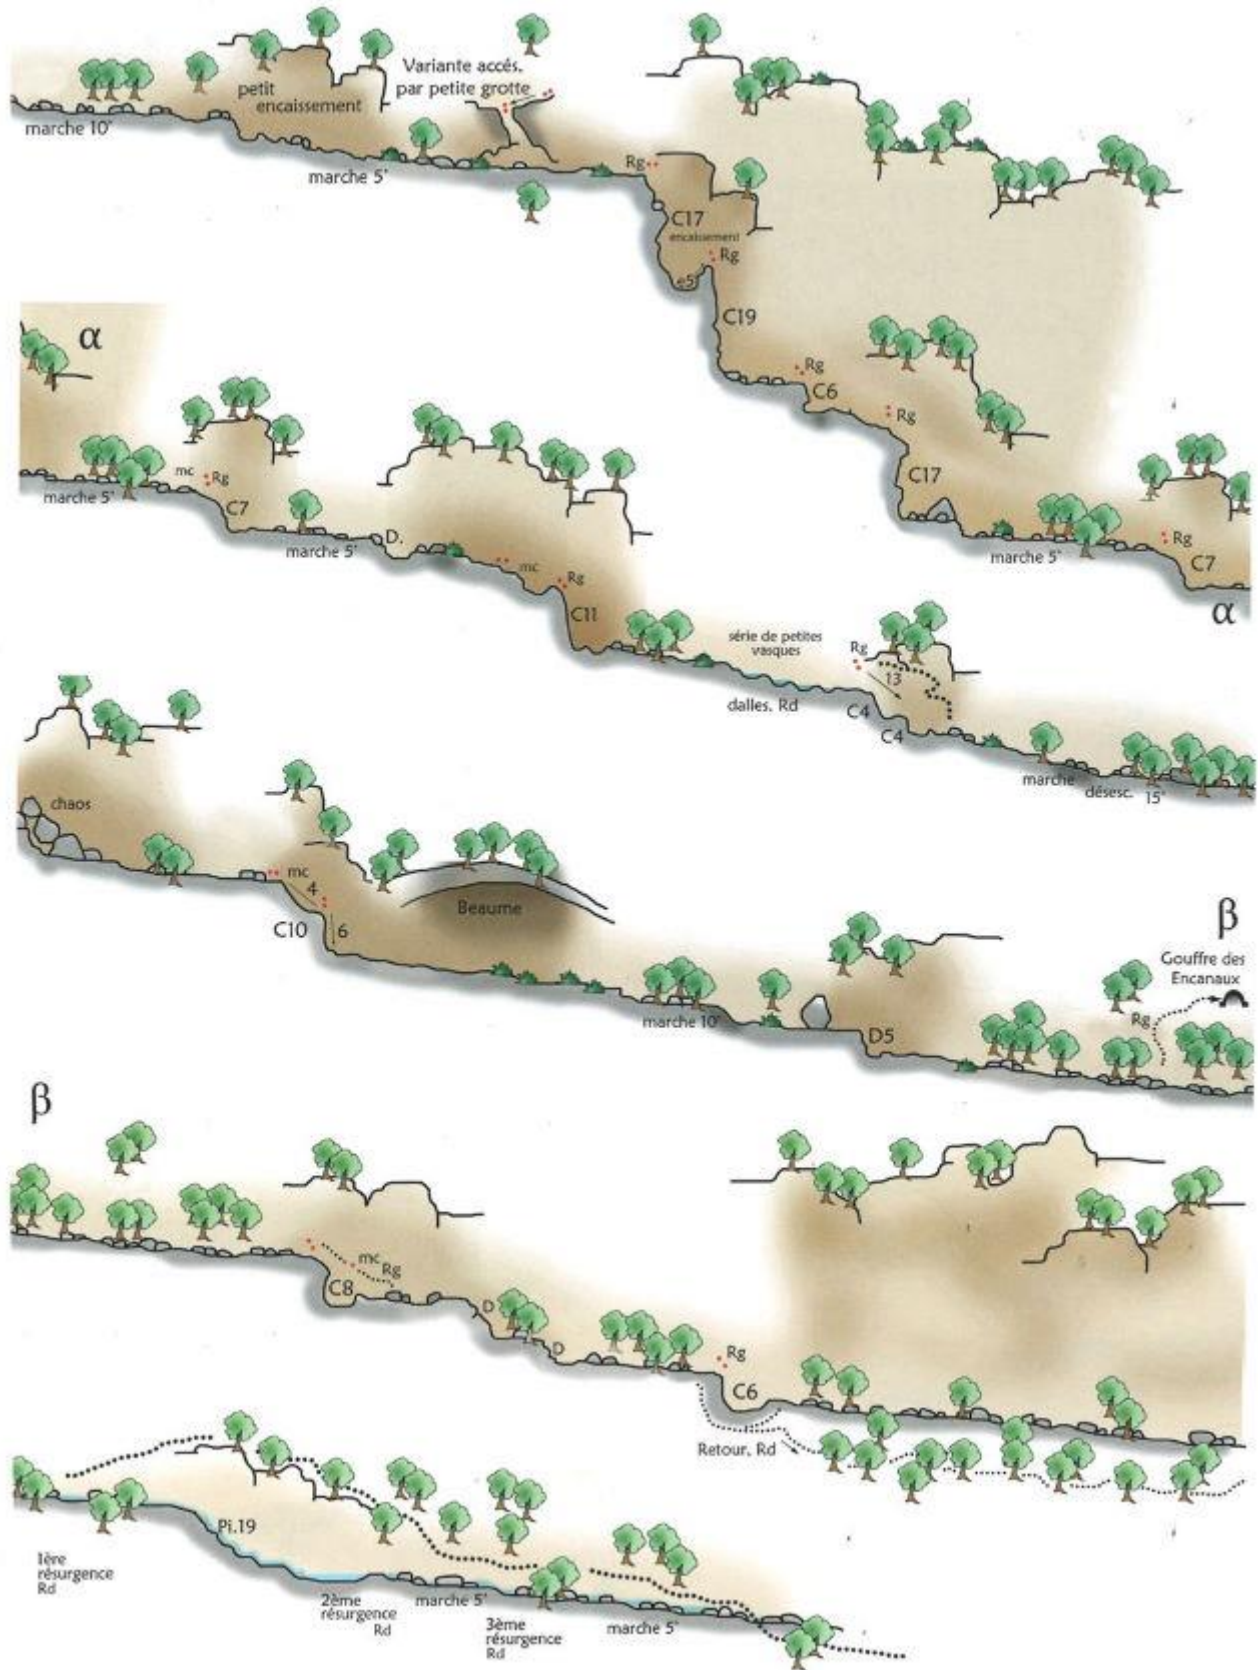 Variante accés.
par petite grotte
petit
encaissement
marche 10'
marche 5'
Rg
C17
encaissement
Rg
e5
C19
Rg
C6
Rg
C17
marche 5'
Rg
C7
α
α
marche 5'
mc
Rg
C7
marche 5'
D.
mc
Rg
C11
série de petites
vasques
dalles. Rd
Rg
13
C4
C4
marche
désesc. 15'
chaos
mc
4
C10
6
Beaume
marche 10'
D5
β
Gouffre des
Encanaux
Rg
β
mc
Rg
C8
D
D
Rg
C6
Retour, Rd
Pi.19
1ère
résurgence
Rd
2ème
résurgence
Rd
marche 5'
3ème
résurgence
Rd
marche 5'